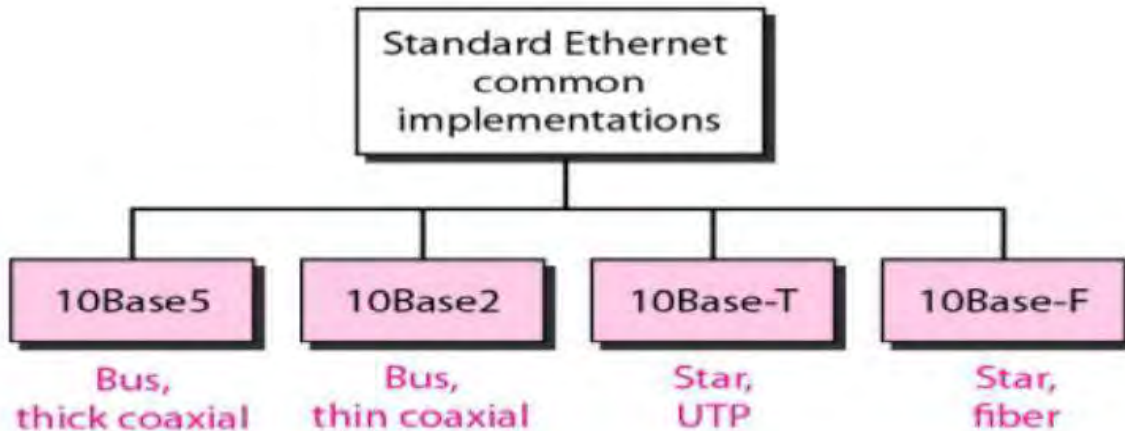 Standard Ethernet
common
implementations
10Base5
10Base2
10Base-T
10Base-F
Bus,
thick coaxial
Bus,
thin coaxial
Star,
UTP
Star,
fiber